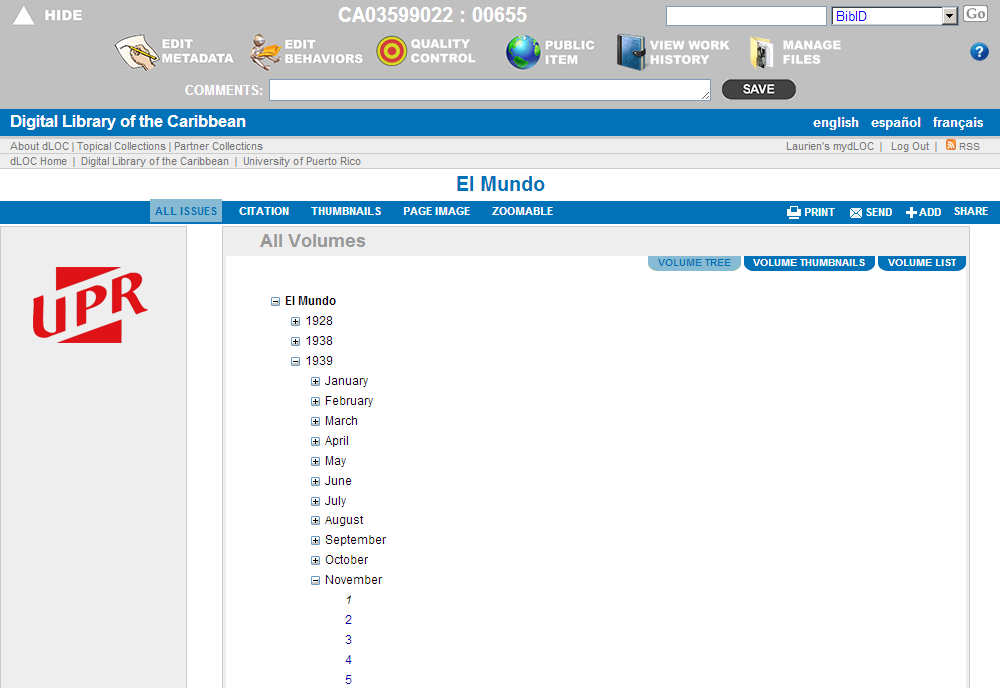 HIDE
CA03599022 : 00655
BibID
Go
EDIT METADATA
EDIT BEHAVIORS
QUALITY CONTROL
PUBLIC ITEM
VIEW WORK HISTORY
MANAGE FILES
?
COMMENTS:
SAVE
Digital Library of the Caribbean
english español français
About dLOC | Topical Collections | Partner Collections
Laurien's mydLOC | Log Out | RSS
dLOC Home | Digital Library of the Caribbean | University of Puerto Rico
El Mundo
ALL ISSUES CITATION THUMBNAILS PAGE IMAGE ZOOMABLE
PRINT SEND ADD SHARE
All Volumes
VOLUME TREE VOLUME THUMBNAILS VOLUME LIST
UPR
El Mundo
1928
1938
1939
January
February
March
April
May
June
July
August
September
October
November
1
2
3
4
5